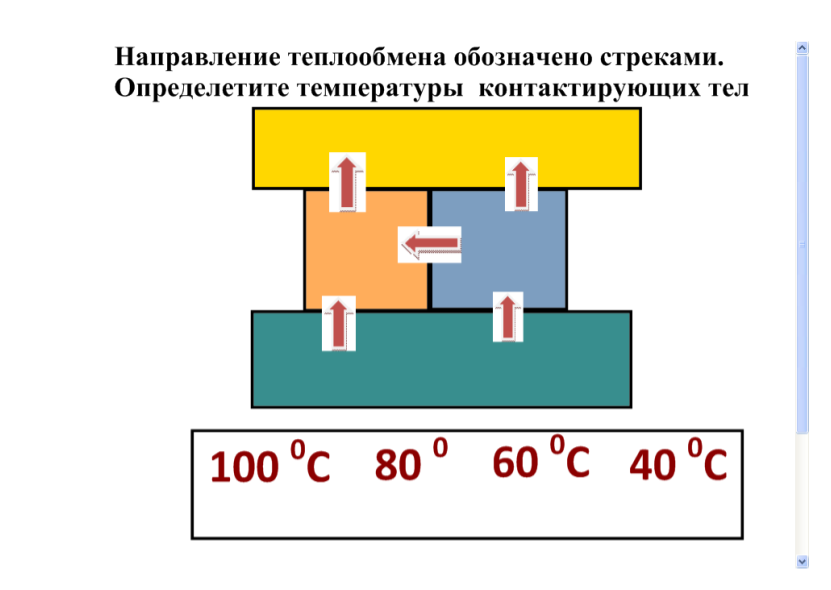 Направление теплообмена обозначено стреками.
Определетите температуры контактирующих тел
100 ⁰C 80 ⁰ 60 ⁰C 40 ⁰C